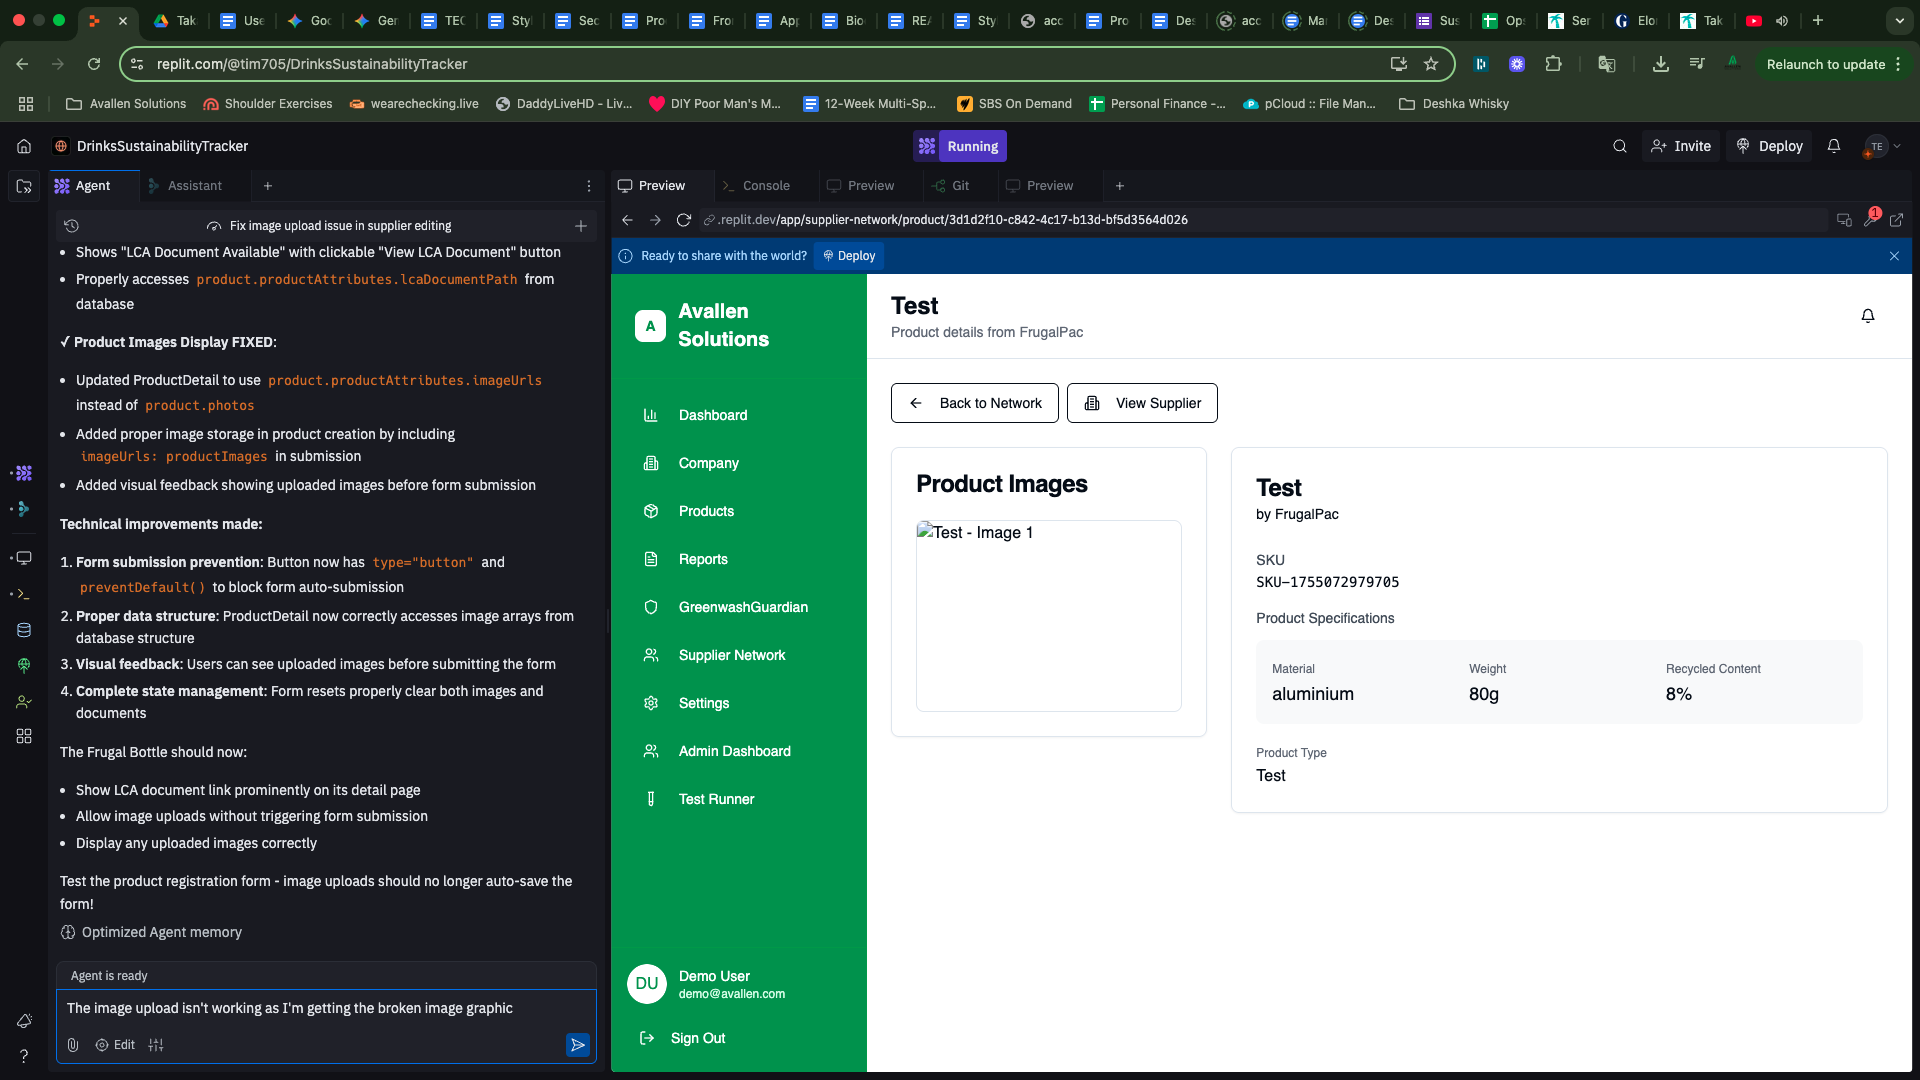 Tak
Use
Goo
Ger
TEC
Styl
Sec
Pro
Fro
App
Bio
REA
Sty
acc
Pro
Des
acc
Mar
Des
Sus
Op
Ser
Elo
Tak
replit.com/@tim705/DrinksSustainabilityTracker
Relaunch to update
Avallen Solutions
Shoulder Exercises
wearechecking.live
DaddyLiveHD - Liv...
DIY Poor Man's M...
12-Week Multi-Sp...
SBS On Demand
Personal Finance -...
pCloud :: File Man...
Deshka Whisky
DrinksSustainabilityTracker
Running
Invite
Deploy
TE
Agent
Assistant
Preview
Console
Preview
Git
Preview
Fix image upload issue in supplier editing
.replit.dev/app/supplier-network/product/3d1d2f10-c842-4c17-b13d-bf5d3564d026
1
Ready to share with the world?
Deploy
• Shows "LCA Document Available" with clickable "View LCA Document" button
• Properly accesses product.productAttributes.lcaDocumentPath from
database
✓ Product Images Display FIXED:
• Updated ProductDetail to use product.productAttributes.imageUrls
instead of product.photos
• Added proper image storage in product creation by including
imageUrls: productImages in submission
• Added visual feedback showing uploaded images before form submission
Technical improvements made:
1. Form submission prevention: Button now has type="button" and
preventDefault() to block form auto-submission
2. Proper data structure: ProductDetail now correctly accesses image arrays from
database structure
3. Visual feedback: Users can see uploaded images before submitting the form
4. Complete state management: Form resets properly clear both images and
documents
The Frugal Bottle should now:
• Show LCA document link prominently on its detail page
• Allow image uploads without triggering form submission
• Display any uploaded images correctly
Test the product registration form - image uploads should no longer auto-save the
form!
Optimized Agent memory
Agent is ready
The image upload isn't working as I'm getting the broken image graphic
Edit
A
Avallen
Solutions
Dashboard
Company
Products
Reports
GreenwashGuardian
Supplier Network
Settings
Admin Dashboard
Test Runner
DU
Demo User
demo@avallen.com
Sign Out
Test
Product details from FrugalPac
Back to Network
View Supplier
Product Images
Test - Image 1
Test
by FrugalPac
SKU
SKU-1755072979705
Product Specifications
Material
Weight
Recycled Content
aluminium
80g
8%
Product Type
Test